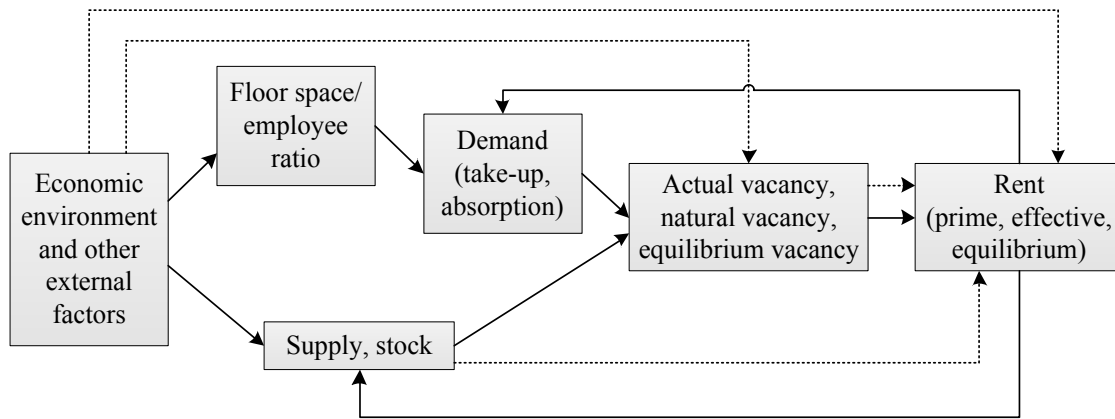 Economic
environment
and other
external
factors
Floor space/
employee
ratio
Demand
(take-up,
absorption)
Supply, stock
Actual vacancy,
natural vacancy,
equilibrium vacancy
Rent
(prime, effective,
equilibrium)